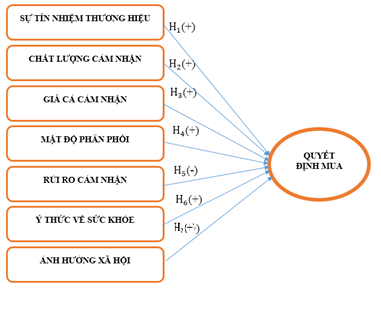 SỰ TÍN NHIỆM THƯƠNG HIỆU
H₁(+)
CHẤT LƯỢNG CẢM NHẬN
H₂(+)
GIÁ CẢ CẢM NHẬN
H₃(+)
MẬT ĐỘ PHÂN PHỐI
H₄(+)
RỦI RO CẢM NHẬN
H₅(-)
Ý THỨC VỀ SỨC KHỎE
H₆(+)
ẢNH HƯỞNG XÃ HỘI
H₇(+)
QUYẾT
ĐỊNH MUA